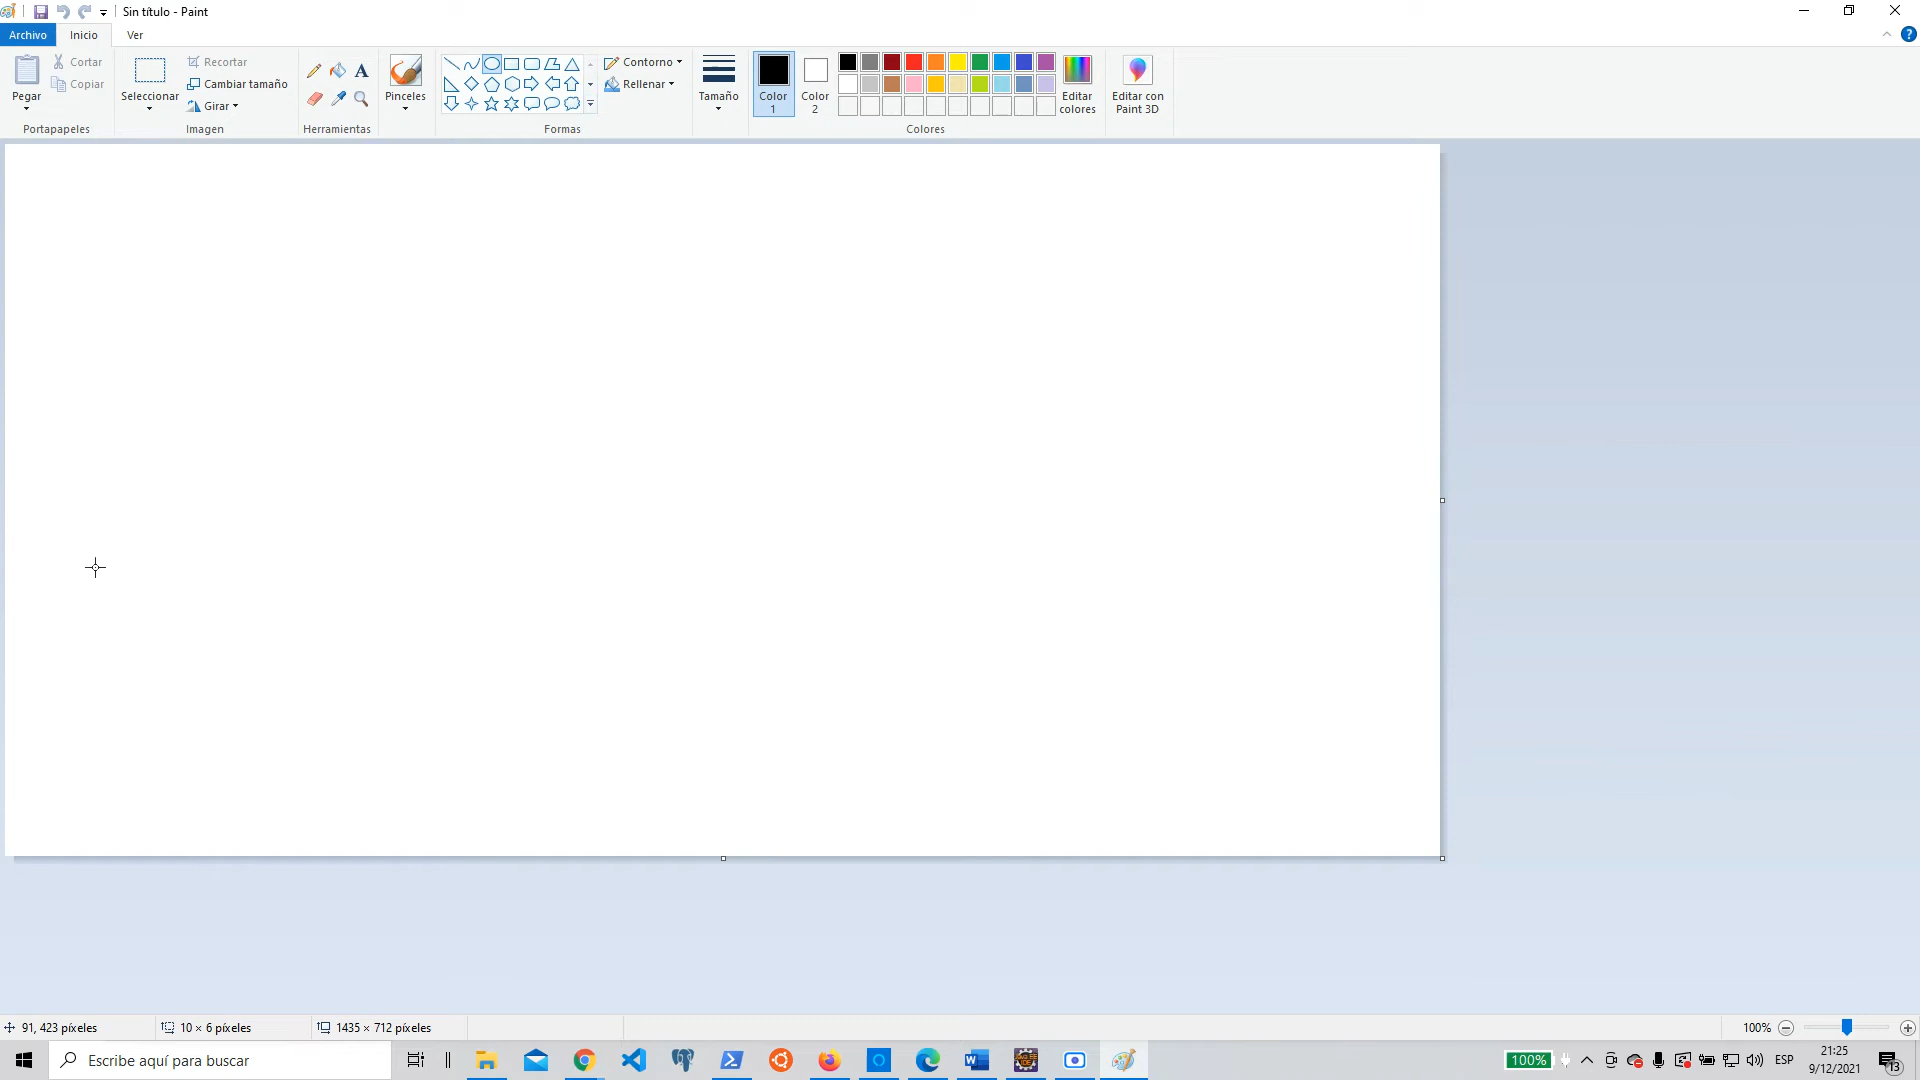 Sin título - Paint
Archivo Inicio Ver
Pegar
Cortar
Copiar
Portapapeles
Seleccionar
Recortar
Cambiar tamaño
Girar
Imagen
A
Herramientas
Pinceles
Contorno
Rellenar
Formas
Tamaño
Color 1
Color 2
Colores
Editar colores
Editar con Paint 3D
91, 423 píxeles 10 × 6 píxeles 1435 × 712 píxeles 100%
Escribe aquí para buscar
100% ESP
21:25
9/12/2021
13